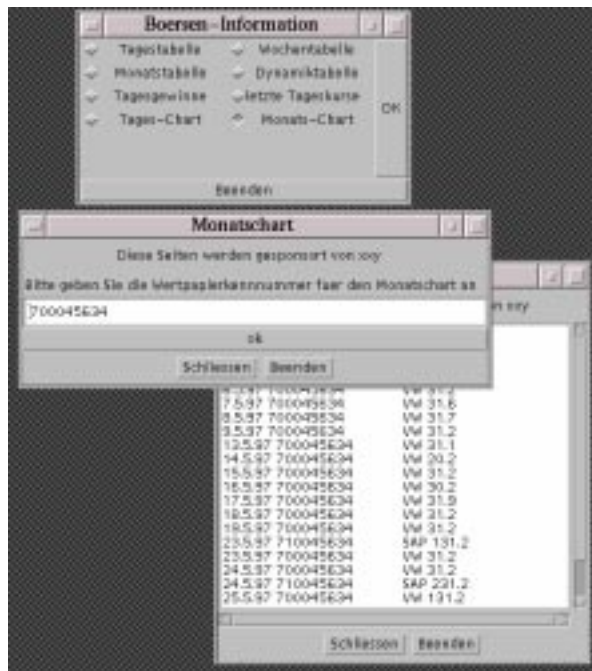 Boersen-Information
Tagestabelle Wochentabelle
Monatstabelle Dynamiktabelle
Tagesgewinne letzte Tageskurse
Tages-Chart Monats-Chart
OK
Beenden
Monatschart
Diese Seiten werden gesponsort von xxy
Bitte geben Sie die Wertpapierkennnummer fuer den Monatschart an
700045634
ok
Schliessen Beenden
n xxy
7.5.97 700045634 VW 31.6
8.5.97 700045634 VW 31.7
9.5.97 700045634 VW 31.2
13.5.97 700045634 VW 31.1
14.5.97 700045634 VW 20.2
15.5.97 700045634 VW 31.2
16.5.97 700045634 VW 30.2
17.5.97 700045634 VW 31.9
18.5.97 700045634 VW 31.2
19.5.97 700045634 VW 31.2
23.5.97 710045634 SAP 131.2
23.5.97 700045634 VW 31.2
24.5.97 700045634 VW 31.2
24.5.97 710045634 SAP 231.2
25.5.97 700045634 VW 131.2
Schliessen Beenden